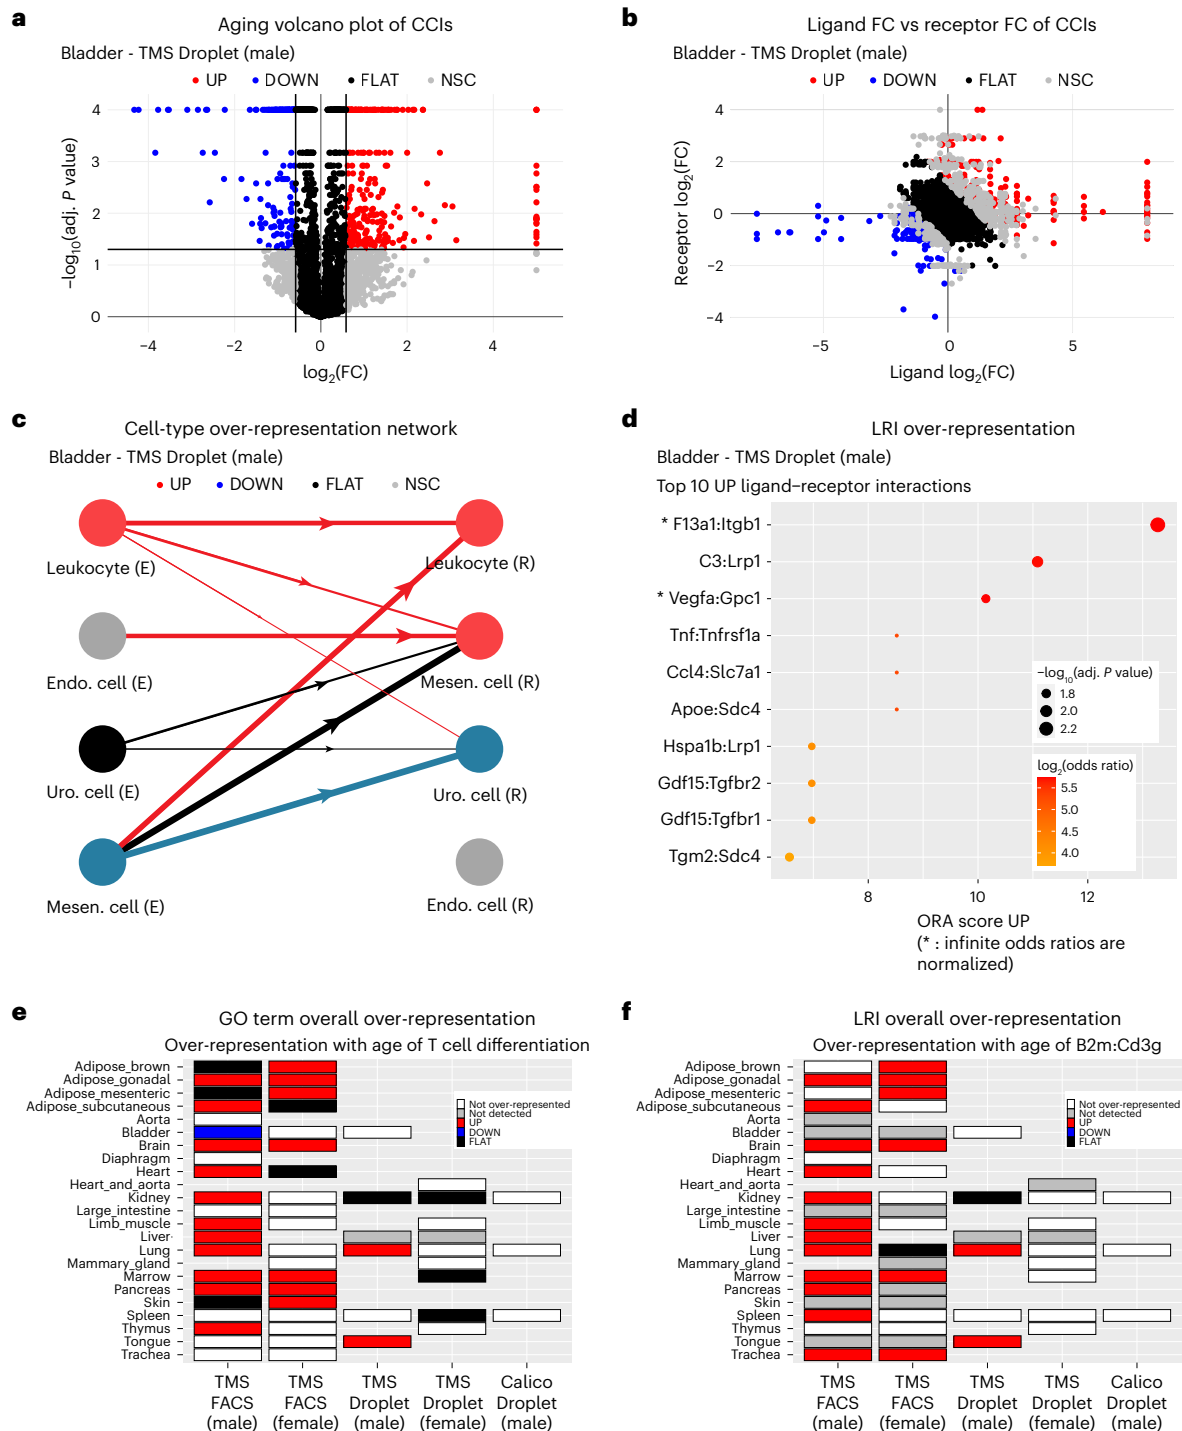 a
Aging volcano plot of CCIs
Bladder - TMS Droplet (male)
UP DOWN FLAT NSC
4
3
2
1
0
−log10(adj. P value)
−4 −2 0 2 4
log2(FC)
b
Ligand FC vs receptor FC of CCIs
Bladder - TMS Droplet (male)
UP DOWN FLAT NSC
4
2
0
−2
−4
Receptor log2(FC)
−5 0 5
Ligand log2(FC)
c
Cell-type over-representation network
Bladder - TMS Droplet (male)
UP DOWN FLAT NSC
Leukocyte (E)
Leukocyte (R)
Endo. cell (E)
Mesen. cell (R)
Uro. cell (E)
Uro. cell (R)
Mesen. cell (E)
Endo. cell (R)
d
LRI over-representation
Bladder - TMS Droplet (male)
Top 10 UP ligand–receptor interactions
* F13a1:Itgb1
C3:Lrp1
* Vegfa:Gpc1
Tnf:Tnfrsf1a
Ccl4:Slc7a1
Apoe:Sdc4
Hspa1b:Lrp1
Gdf15:Tgfbr2
Gdf15:Tgfbr1
Tgm2:Sdc4
−log10(adj. P value)
1.8
2.0
2.2
log2(odds ratio)
5.5
5.0
4.5
4.0
8 10 12
ORA score UP
(* : infinite odds ratios are
normalized)
e
GO term overall over-representation
Over-representation with age of T cell differentiation
Adipose_brown
Adipose_gonadal
Adipose_mesenteric
Adipose_subcutaneous
Aorta
Bladder
Brain
Diaphragm
Heart
Heart_and_aorta
Kidney
Large_intestine
Limb_muscle
Liver
Lung
Mammary_gland
Marrow
Pancreas
Skin
Spleen
Thymus
Tongue
Trachea
Not over-represented
Not detected
UP
DOWN
FLAT
TMS TMS TMS TMS Calico
FACS FACS Droplet Droplet Droplet
(male) (female) (male) (female) (male)
f
LRI overall over-representation
Over-representation with age of B2m:Cd3g
Adipose_brown
Adipose_gonadal
Adipose_mesenteric
Adipose_subcutaneous
Aorta
Bladder
Brain
Diaphragm
Heart
Heart_and_aorta
Kidney
Large_intestine
Limb_muscle
Liver
Lung
Mammary_gland
Marrow
Pancreas
Skin
Spleen
Thymus
Tongue
Trachea
Not over-represented
Not detected
UP
DOWN
FLAT
TMS TMS TMS TMS Calico
FACS FACS Droplet Droplet Droplet
(male) (female) (male) (female) (male)